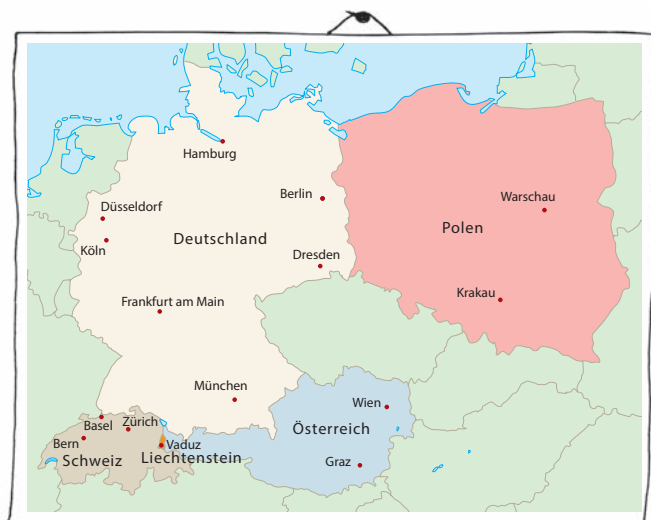 Hamburg
Berlin
Warschau
Düsseldorf
Polen
Deutschland
Köln
Dresden
Krakau
Frankfurt am Main
München
Wien
Basel
Zürich
Österreich
Bern
Vaduz
Schweiz
Liechtenstein
Graz